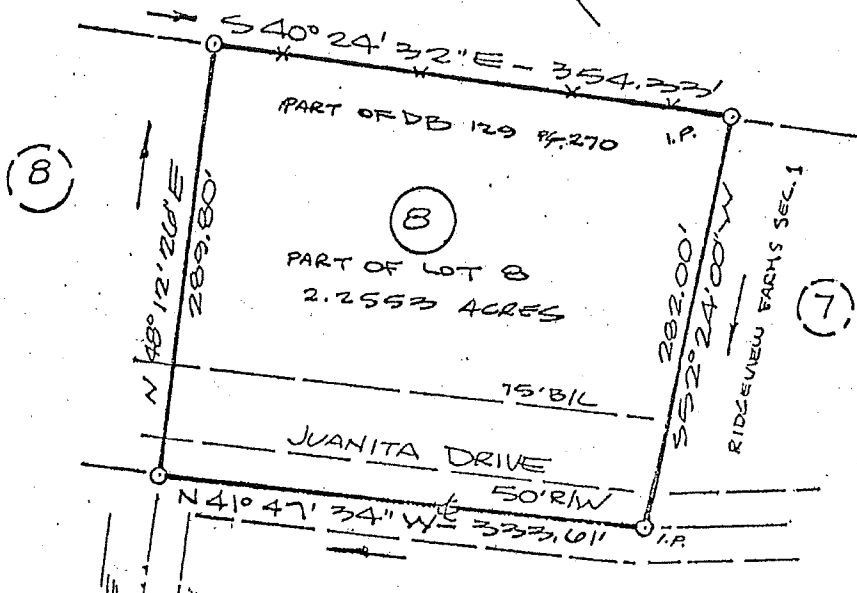 S 40° 24' 32" E - 354.33'
PART OF DB 129 PG. 270
I.P.
8
8
N 48° 12' 26" E
289.80'
PART OF LOT 8
2.2553 ACRES
282.00'
S 52° 24' 00" W
RIDGEVIEW FARMS SEC. 1
7
75' B/L
JUANITA DRIVE
50' R/W
N 41° 47' 34" W - 333.61'
I.P.